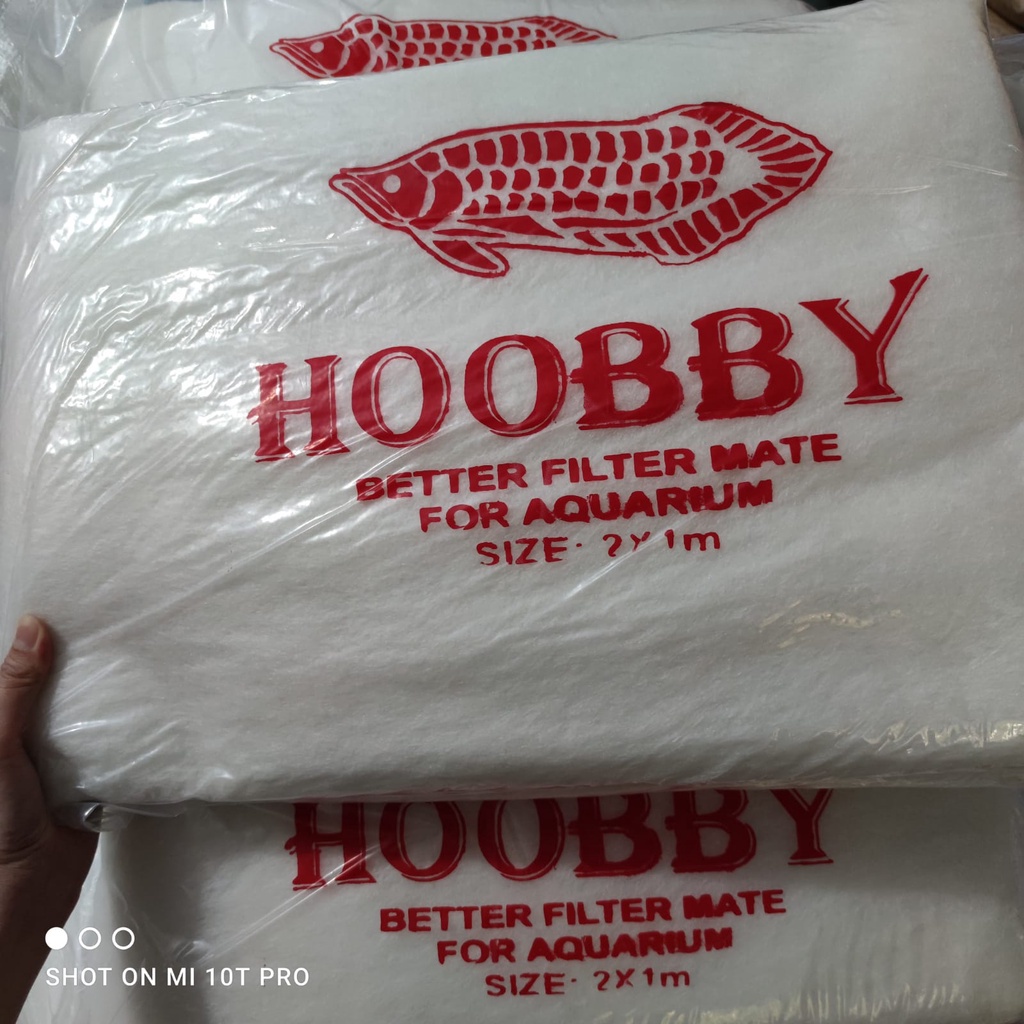 HOOBBY
BETTER FILTER MATE
FOR AQUARIUM
SIZE: 2X1m
HOOBBY
BETTER FILTER MATE
FOR AQUARIUM
SIZE: 2X1m
SHOT ON MI 10T PRO